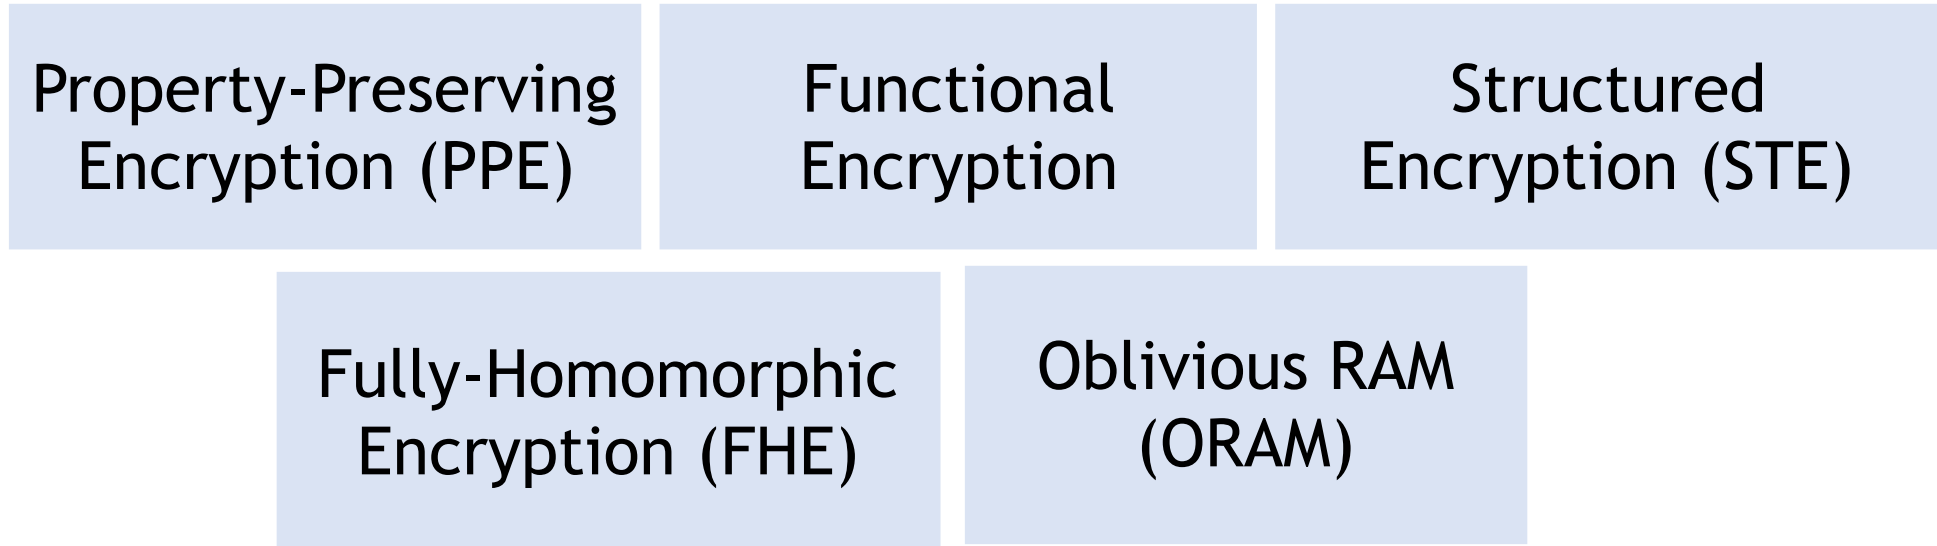 Property-Preserving
Encryption (PPE)
Functional
Encryption
Structured
Encryption (STE)
Fully-Homomorphic
Encryption (FHE)
Oblivious RAM
(ORAM)